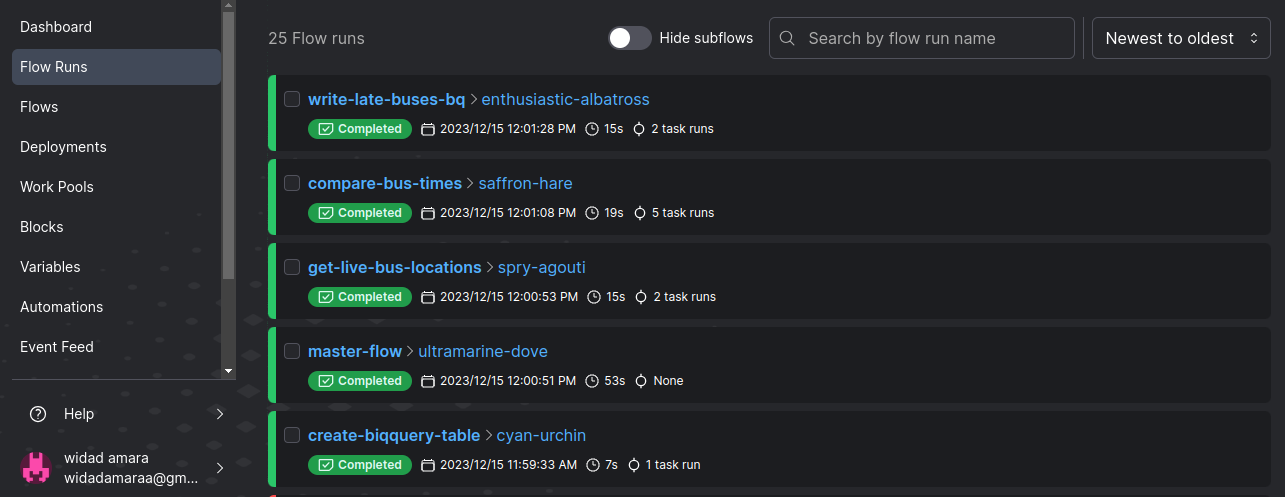 Dashboard
Flow Runs
Flows
Deployments
Work Pools
Blocks
Variables
Automations
Event Feed
Help
widad amara
widadamaraa@gm...
25 Flow runs
Hide subflows
Search by flow run name
Newest to oldest
write-late-buses-bq > enthusiastic-albatross
Completed 2023/12/15 12:01:28 PM 15s 2 task runs
compare-bus-times > saffron-hare
Completed 2023/12/15 12:01:08 PM 19s 5 task runs
get-live-bus-locations > spry-agouti
Completed 2023/12/15 12:00:53 PM 15s 2 task runs
master-flow > ultramarine-dove
Completed 2023/12/15 12:00:51 PM 53s None
create-biqquery-table > cyan-urchin
Completed 2023/12/15 11:59:33 AM 7s 1 task run